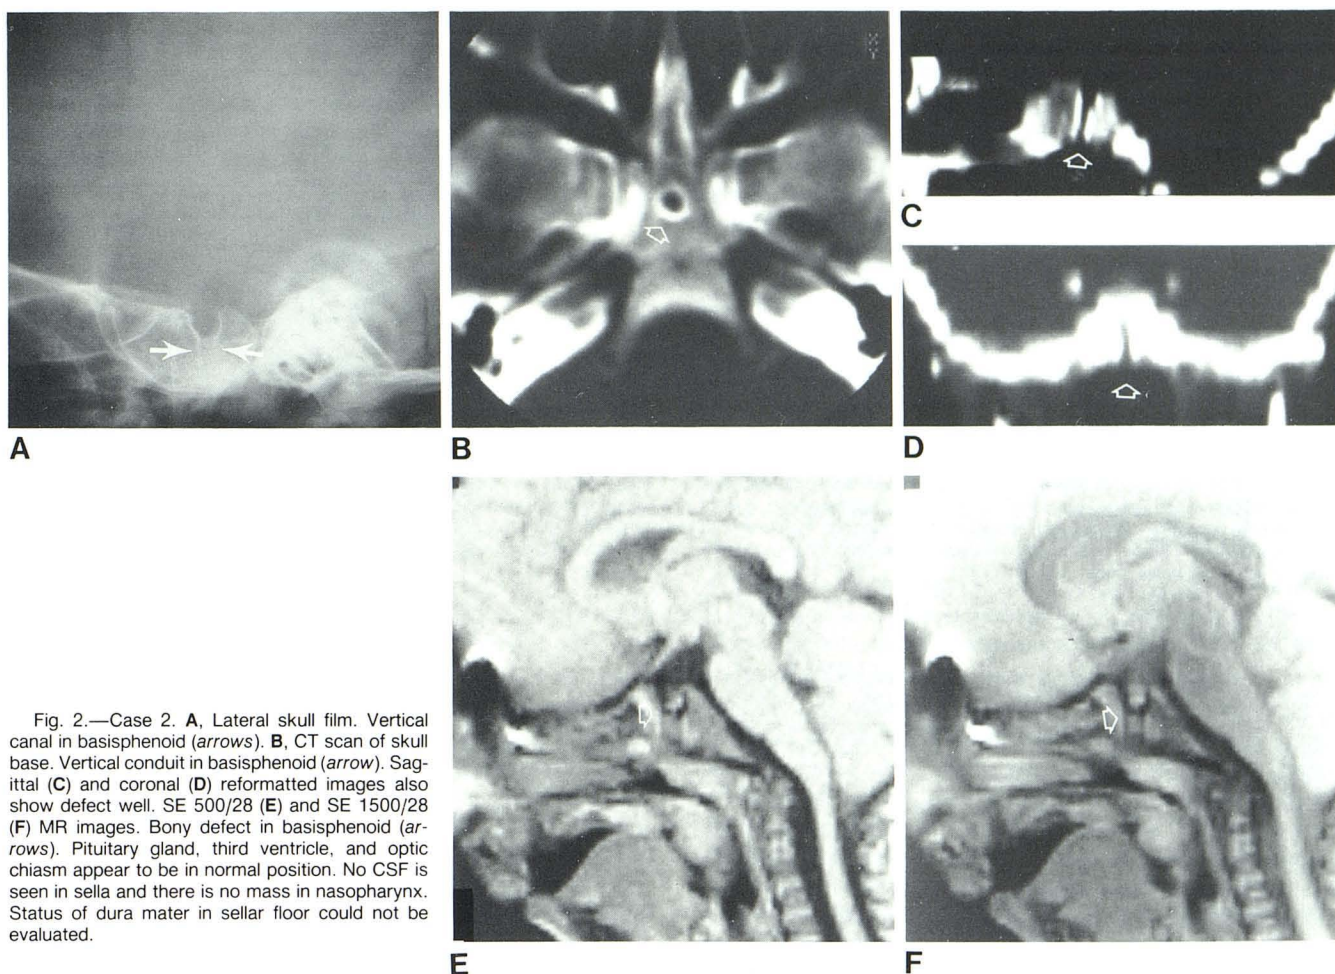 X
Y
A
B
C
D
Fig. 2.—Case 2. A, Lateral skull film. Vertical
canal in basisphenoid (arrows). B, CT scan of skull
base. Vertical conduit in basisphenoid (arrow). Sag-
ittal (C) and coronal (D) reformatted images also
show defect well. SE 500/28 (E) and SE 1500/28
(F) MR images. Bony defect in basisphenoid (ar-
rows). Pituitary gland, third ventricle, and optic
chiasm appear to be in normal position. No CSF is
seen in sella and there is no mass in nasopharynx.
Status of dura mater in sellar floor could not be
evaluated.
E
F